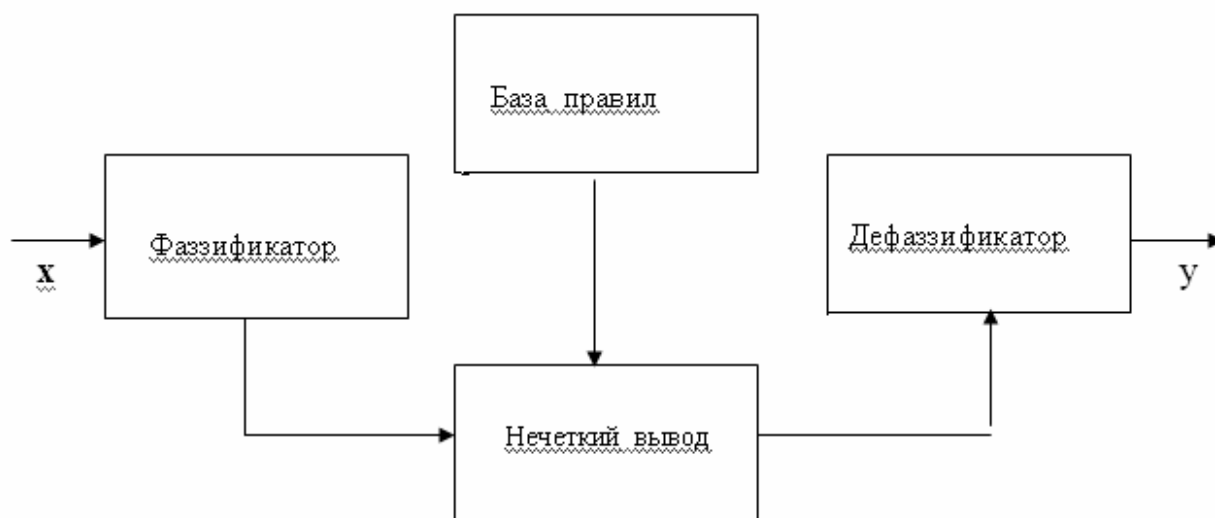 База правил
Фаззификатор
Дефаззификатор
x
y
Нечеткий вывод